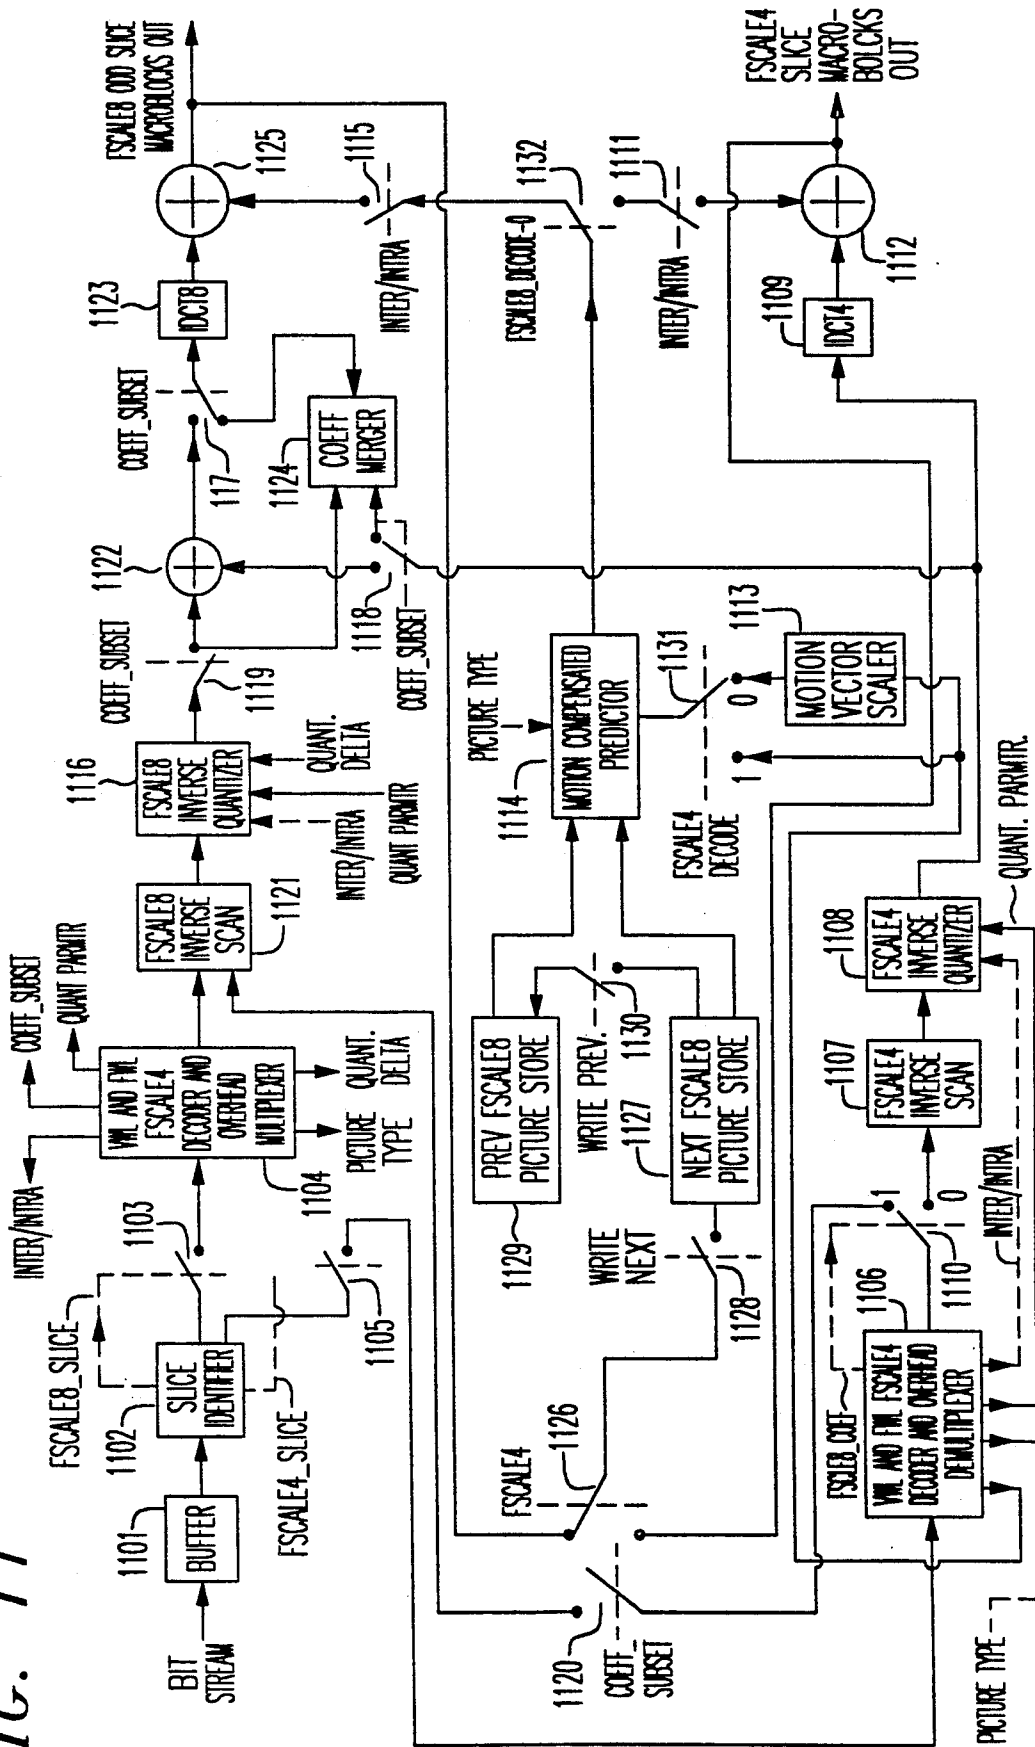 FIG. 11
BIT
STREAM
1101
BUFFER
1102
SLICE
IDENTIFIER
FSCALE8_SLICE
FSCALE4_SLICE
1103
1105
INTER/INTRA
COEFF_SUBSET
QUANT PARMTR
VWL AND FWL
FSCALE4
DECODER AND
OVERHEAD
MULTIPLEXER
1104
PICTURE
TYPE
QUANT.
DELTA
FSCALE8
INVERSE
SCAN
1121
1116
FSCALE8
INVERSE
QUANTIZER
INTER/INTRA
QUANT PARMTR
QUANT.
DELTA
COEFF_SUBSET
1119
1122
COEFF_SUBSET
117
1118
COEFF_SUBSET
1124
COEFF
MERGER
1123
IDCT8
1125
FSCALE8 ODD SLICE
MACROBLOCKS OUT
1115
INTER/INTRA
FSCALE8_DECODE-0
1132
INTER/INTRA
1111
1112
FSCALE4
SLICE
MACRO-
BOLCKS
OUT
1109
IDCT4
1120
COEFF_
SUBSET
FSCALE4
1126
WRITE
NEXT
1128
1129
PREV FSCALE8
PICTURE STORE
WRITE PREV.
1130
1127
NEXT FSCALE8
PICTURE STORE
PICTURE TYPE
1114
MOTION COMPENSATED
PREDICTOR
FSCALE4
DECODE
1131
1
0
1113
MOTION
VECTOR
SCALER
PICTURE TYPE
FSCLE8_COEF
VWL AND FWL FSCALE4
DECODER AND OVERHEAD
DEMULTIPLEXER
1106
1
0
1110
INTER/INTRA
1107
FSCALE4
INVERSE
SCAN
1108
FSCALE4
INVERSE
QUANTIZER
QUANT. PARMTR.